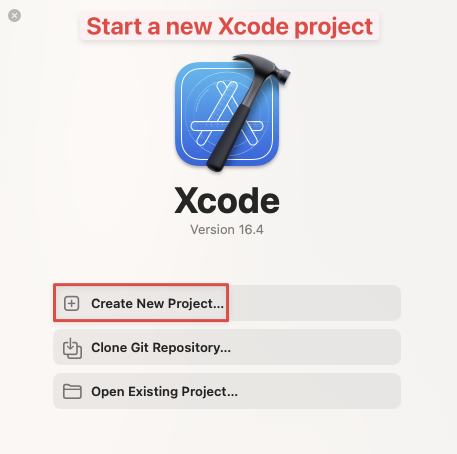 Start a new Xcode project
Xcode
Version 16.4
Create New Project...
Clone Git Repository...
Open Existing Project...